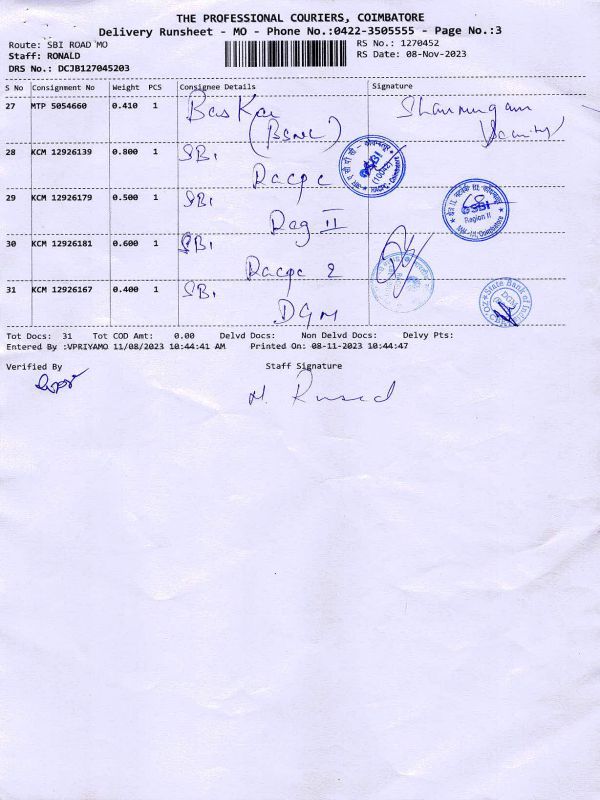 THE PROFESSIONAL COURIERS, COIMBATORE
Delivery Runsheet - MO - Phone No.:0422-3505555 - Page No.:3
Route: SBI ROAD MO
RS No.: 1270452
Staff: RONALD
RS Date: 08-Nov-2023
DRS No.: DCJB127045203
S No Consignment No Weight PCS Consignee Details Signature
27 MTP 5054660 0.410 1 Baskar Shanmugam
(BSNL) Security
28 KCM 12926139 0.800 1 SBI
Racpc
29 KCM 12926179 0.500 1 SBI
Rag II
SBI
Region II
30 KCM 12926181 0.600 1 SBI
Racpc 2
31 KCM 12926167 0.400 1 SBI
DGM
State Bank of India
DGM
Tot Docs: 31 Tot COD Amt: 0.00 Delvd Docs: Non Delvd Docs: Delvy Pts:
Entered By :VPRIYAMO 11/08/2023 10:44:41 AM Printed On: 08-11-2023 10:44:47
Verified By Staff Signature